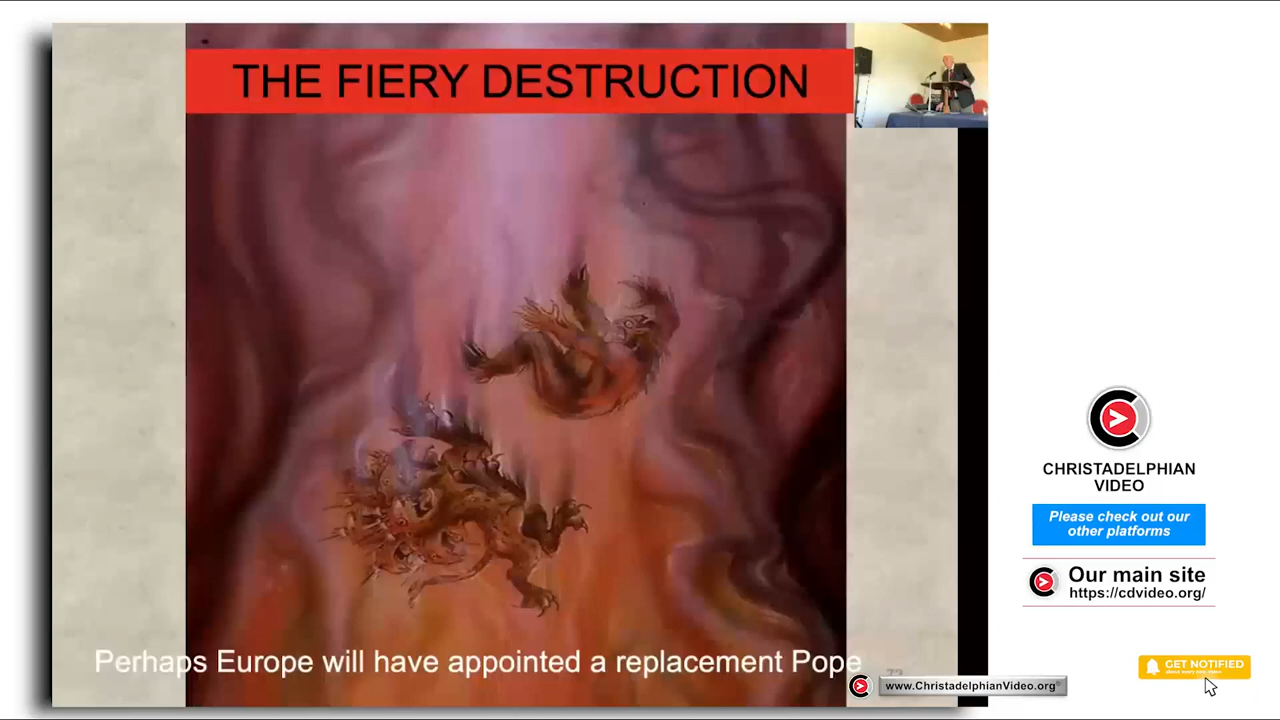 THE FIERY DESTRUCTION
Perhaps Europe will have appointed a replacement Pope
www.ChristadelphianVideo.org
CHRISTADELPHIAN
VIDEO
Please check out our
other platforms
Our main site
https://cdvideo.org/
GET NOTIFIED